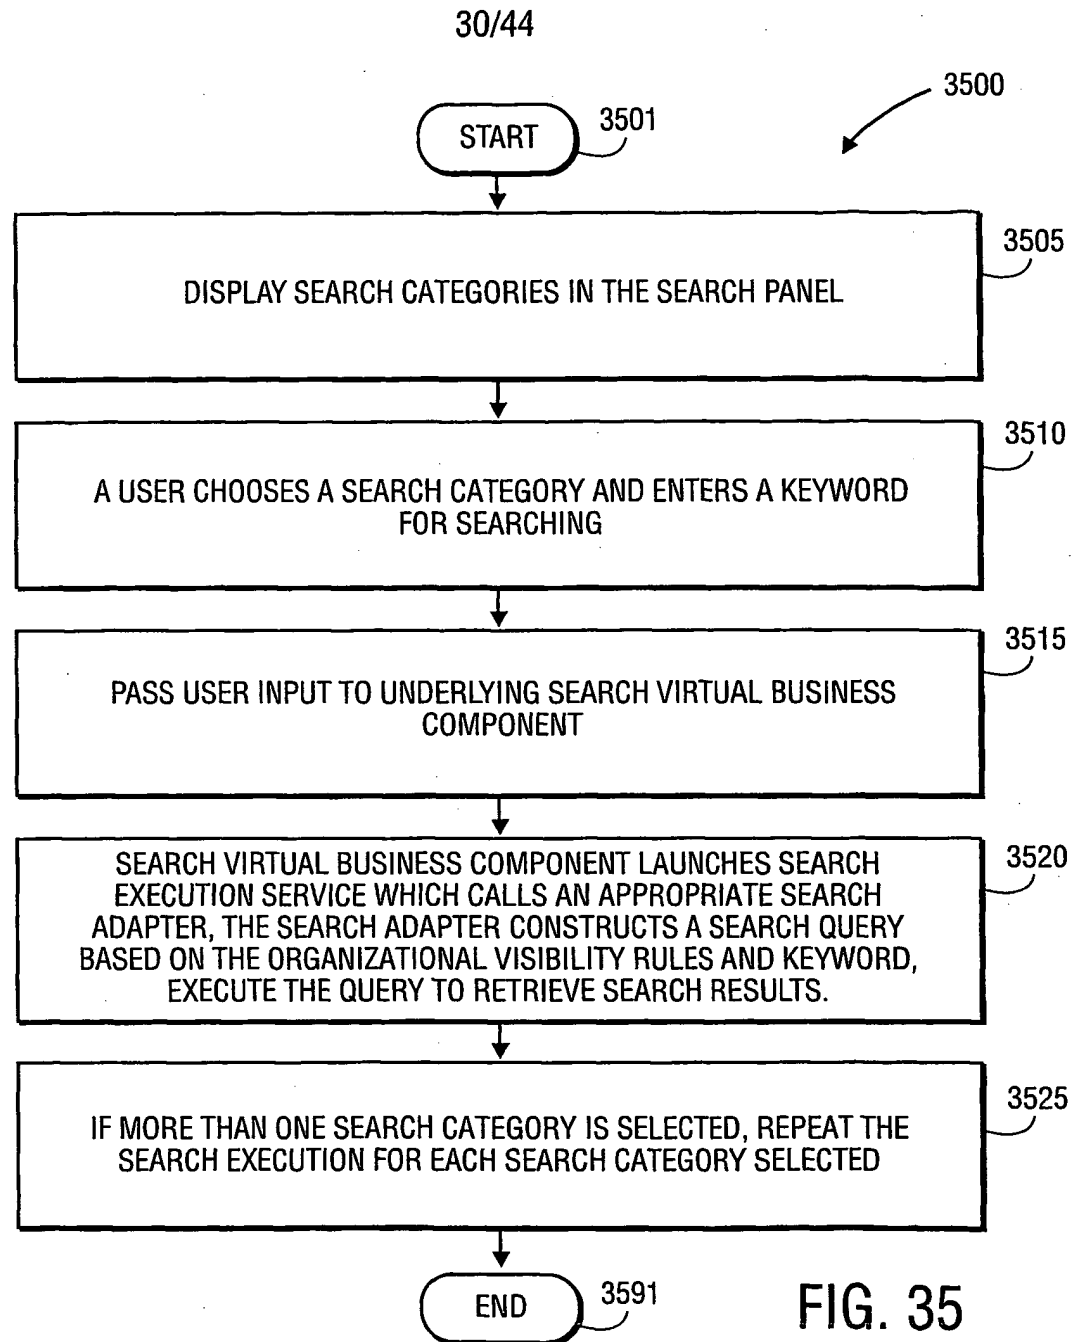 30/44
3500
START
3501
3505
DISPLAY SEARCH CATEGORIES IN THE SEARCH PANEL
3510
A USER CHOOSES A SEARCH CATEGORY AND ENTERS A KEYWORD
FOR SEARCHING
3515
PASS USER INPUT TO UNDERLYING SEARCH VIRTUAL BUSINESS
COMPONENT
3520
SEARCH VIRTUAL BUSINESS COMPONENT LAUNCHES SEARCH
EXECUTION SERVICE WHICH CALLS AN APPROPRIATE SEARCH
ADAPTER, THE SEARCH ADAPTER CONSTRUCTS A SEARCH QUERY
BASED ON THE ORGANIZATIONAL VISIBILITY RULES AND KEYWORD,
EXECUTE THE QUERY TO RETRIEVE SEARCH RESULTS.
3525
IF MORE THAN ONE SEARCH CATEGORY IS SELECTED, REPEAT THE
SEARCH EXECUTION FOR EACH SEARCH CATEGORY SELECTED
END
3591
FIG. 35